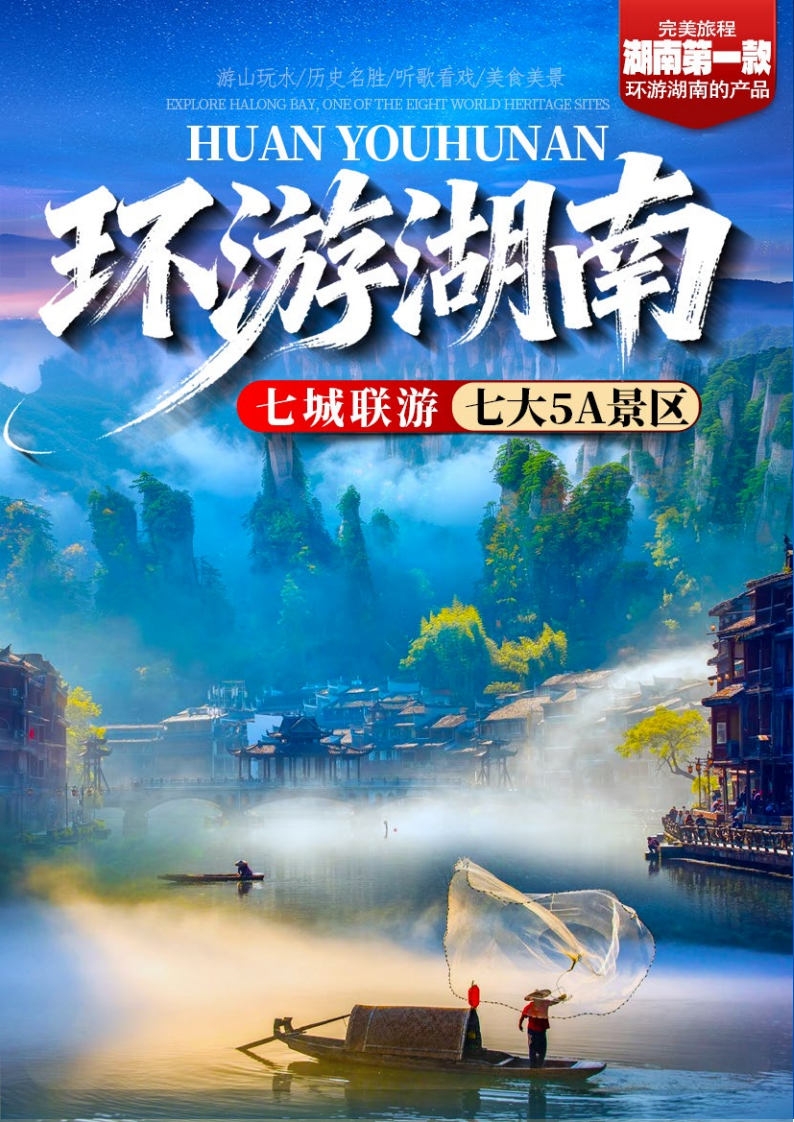 完美旅程
湖南第一款
环游湖南的产品
游山玩水/历史名胜/听歌看戏/美食美景
EXPLORE HALONG BAY, ONE OF THE EIGHT WORLD HERITAGE SITES
HUAN YOUHUNAN
环游湖南
七城联游 七大5A景区